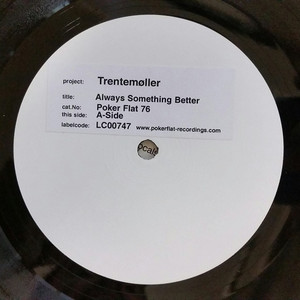 project: Trentemøller
title: Always Something Better
cat.No: Poker Flat 76
this side: A-Side
labelcode: LC00747 www.pokerflat-recordings.com